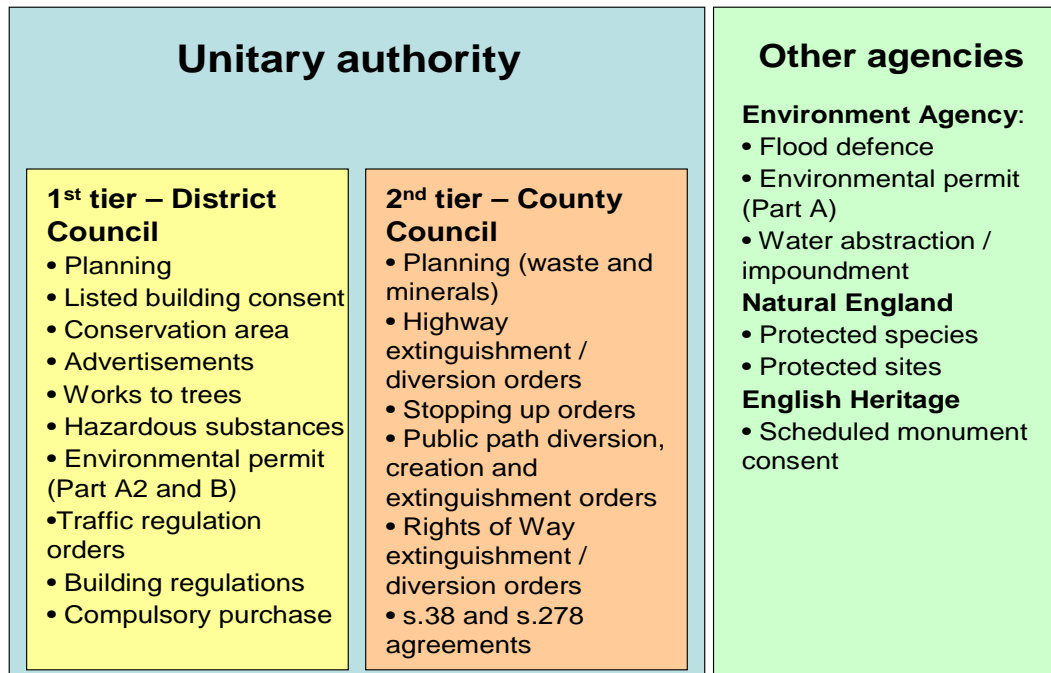 Unitary authority
1st tier – District
Council
• Planning
• Listed building consent
• Conservation area
• Advertisements
• Works to trees
• Hazardous substances
• Environmental permit
(Part A2 and B)
•Traffic regulation
orders
• Building regulations
• Compulsory purchase
2nd tier – County
Council
• Planning (waste and
minerals)
• Highway
extinguishment /
diversion orders
• Stopping up orders
• Public path diversion,
creation and
extinguishment orders
• Rights of Way
extinguishment /
diversion orders
• s.38 and s.278
agreements
Other agencies
Environment Agency:
• Flood defence
• Environmental permit
(Part A)
• Water abstraction /
impoundment
Natural England
• Protected species
• Protected sites
English Heritage
• Scheduled monument
consent